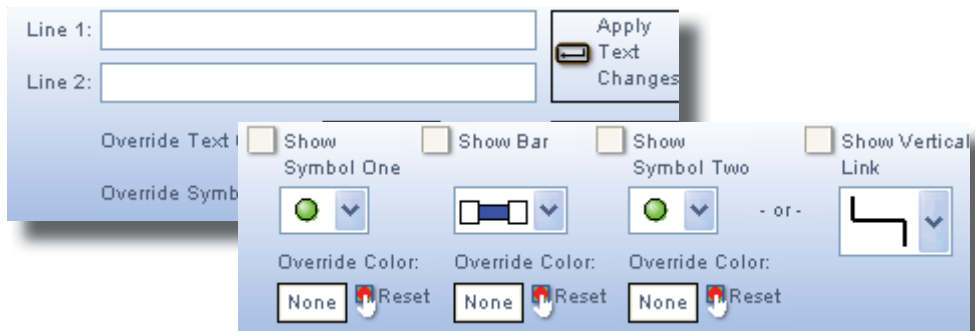 Line 1:
Apply
Text
Changes
Line 2:
Override Text
Override Symb
Show
Symbol One
Show Bar
Show
Symbol Two
Show Vertical
Link
- or -
Override Color:
Override Color:
Override Color:
None Reset
None Reset
None Reset